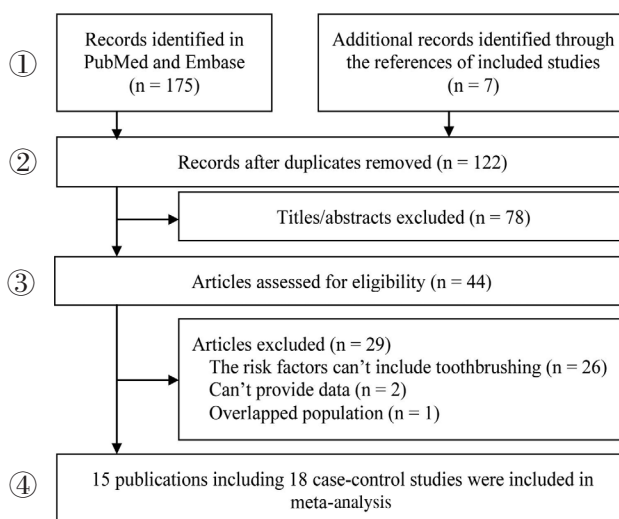 ①
Records identified in
PubMed and Embase
(n = 175)
Additional records identified through
the references of included studies
(n = 7)
②
Records after duplicates removed (n = 122)
Titles/abstracts excluded (n = 78)
③
Articles assessed for eligibility (n = 44)
Articles excluded (n = 29)
The risk factors can't include toothbrushing (n = 26)
Can't provide data (n = 2)
Overlapped population (n = 1)
④
15 publications including 18 case-control studies were included in
meta-analysis